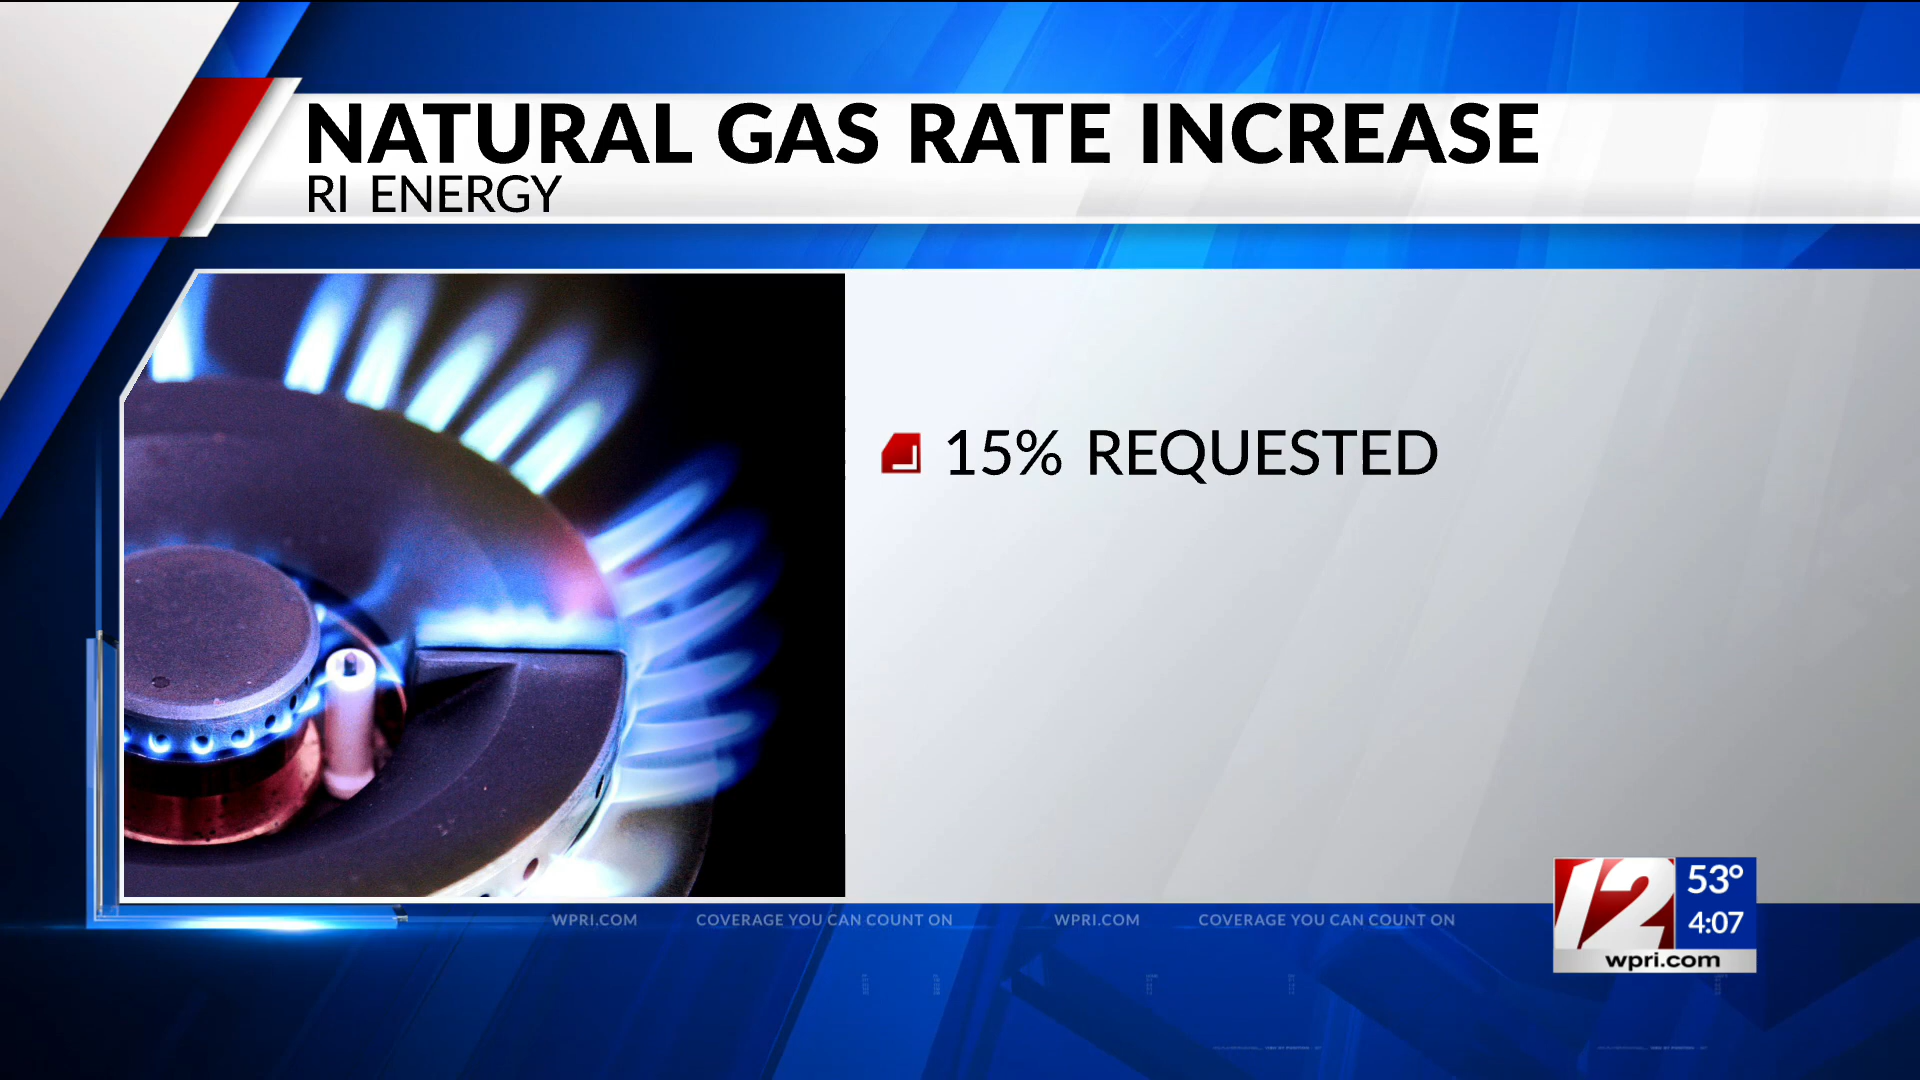 NATURAL GAS RATE INCREASE
RI ENERGY
15% REQUESTED
12
53°
4:07
wpri.com
WPRI.COM COVERAGE YOU CAN COUNT ON WPRI.COM COVERAGE YOU CAN COUNT ON